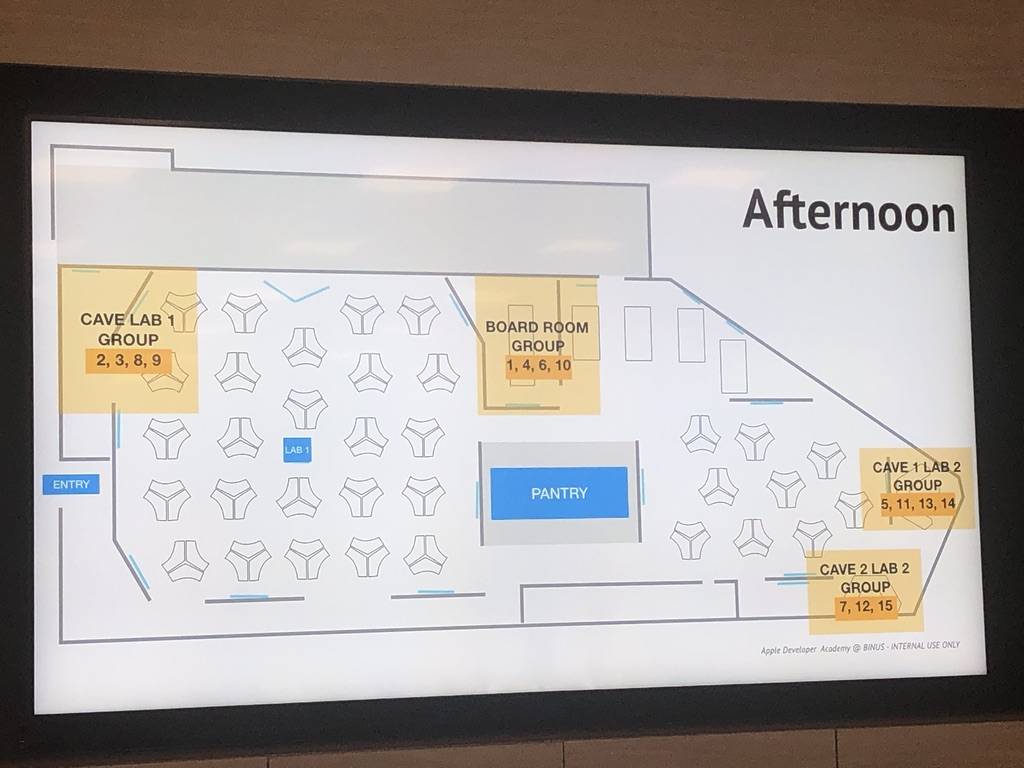 Afternoon
CAVE LAB 1
GROUP
2, 3, 8, 9
BOARD ROOM
GROUP
1, 4, 6, 10
LAB 1
ENTRY
PANTRY
CAVE 1 LAB 2
GROUP
5, 11, 13, 14
CAVE 2 LAB 2
GROUP
7, 12, 15
Apple Developer Academy @ BINUS - INTERNAL USE ONLY